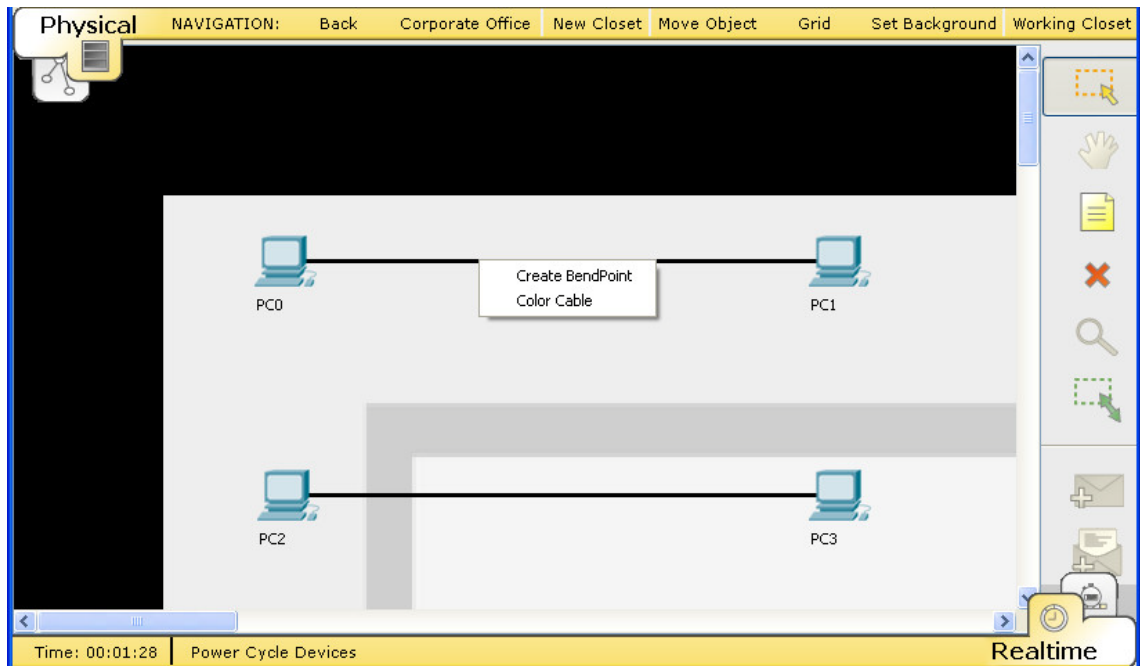 Physical NAVIGATION: Back Corporate Office New Closet Move Object Grid Set Background Working Closet
Create BendPoint
Color Cable
PC0
PC1
PC2
PC3
Time: 00:01:28 Power Cycle Devices Realtime